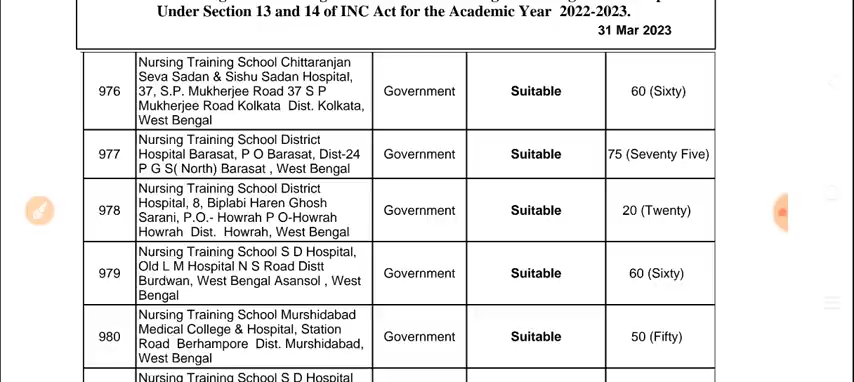 Under Section 13 and 14 of INC Act for the Academic Year 2022-2023.
31 Mar 2023
976
Nursing Training School Chittaranjan
Seva Sadan & Sishu Sadan Hospital,
37, S.P. Mukherjee Road 37 S P
Mukherjee Road Kolkata Dist. Kolkata,
West Bengal
Government
Suitable
60 (Sixty)
977
Nursing Training School District
Hospital Barasat, P O Barasat, Dist-24
P G S( North) Barasat , West Bengal
Government
Suitable
75 (Seventy Five)
978
Nursing Training School District
Hospital, 8, Biplabi Haren Ghosh
Sarani, P.O.- Howrah P O-Howrah
Howrah Dist. Howrah, West Bengal
Government
Suitable
20 (Twenty)
979
Nursing Training School S D Hospital,
Old L M Hospital N S Road Distt
Burdwan, West Bengal Asansol , West
Bengal
Government
Suitable
60 (Sixty)
980
Nursing Training School Murshidabad
Medical College & Hospital, Station
Road Berhampore Dist. Murshidabad,
West Bengal
Government
Suitable
50 (Fifty)
Nursing Training School S D Hospital